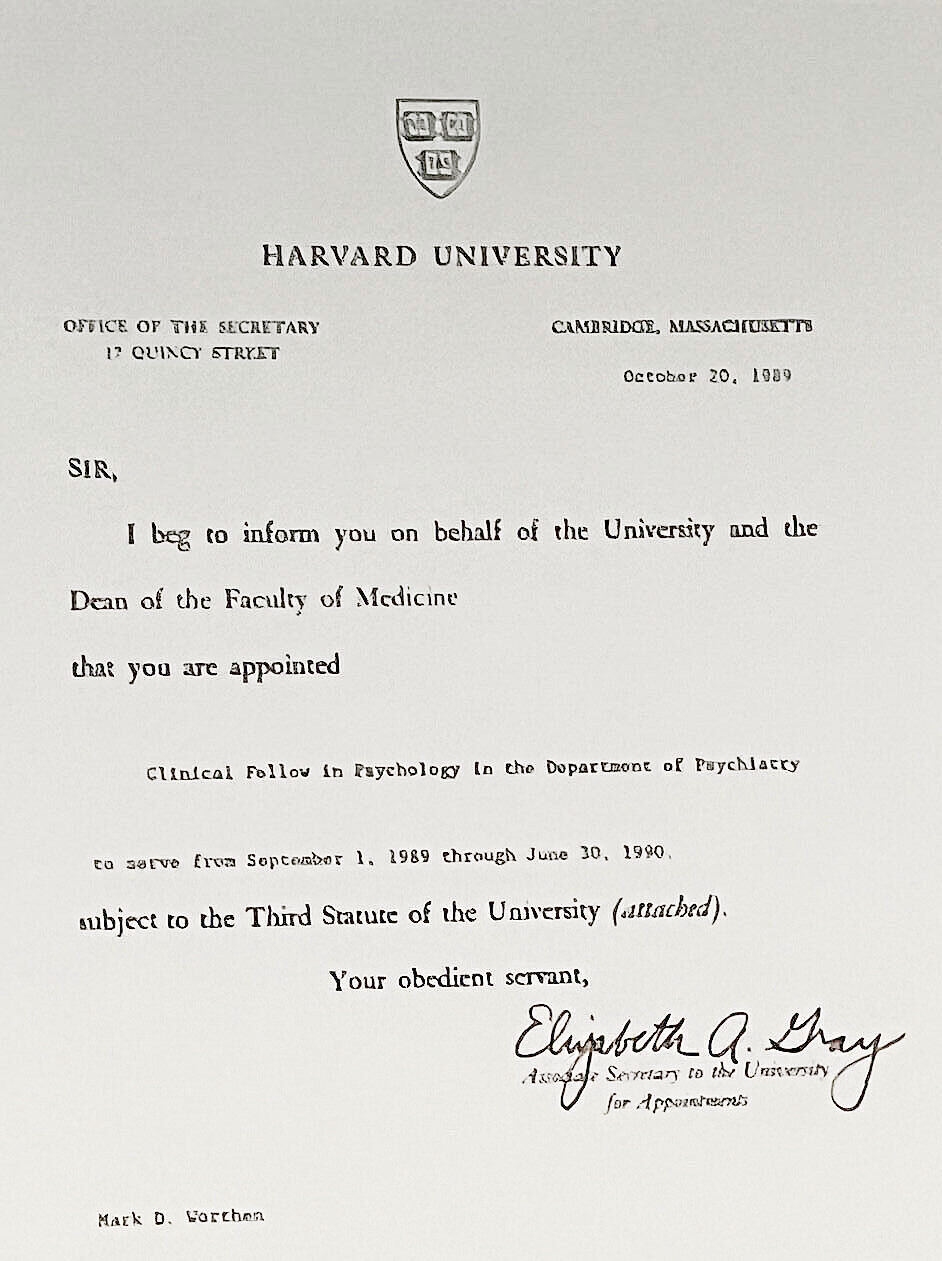 VE RI
TAS
HARVARD UNIVERSITY
OFFICE OF THE SECRETARY
17 QUINCY STREET
CAMBRIDGE, MASSACHUSETTS
October 20, 1989
SIR,
I beg to inform you on behalf of the University and the
Dean of the Faculty of Medicine
that you are appointed
Clinical Fellow in Psychology in the Department of Psychiatry
to serve from September 1, 1989 through June 30, 1990,
subject to the Third Statute of the University (attached).
Your obedient servant,
Elizabeth A. Gray
Associate Secretary to the University
for Appointments
Mark D. Worthen